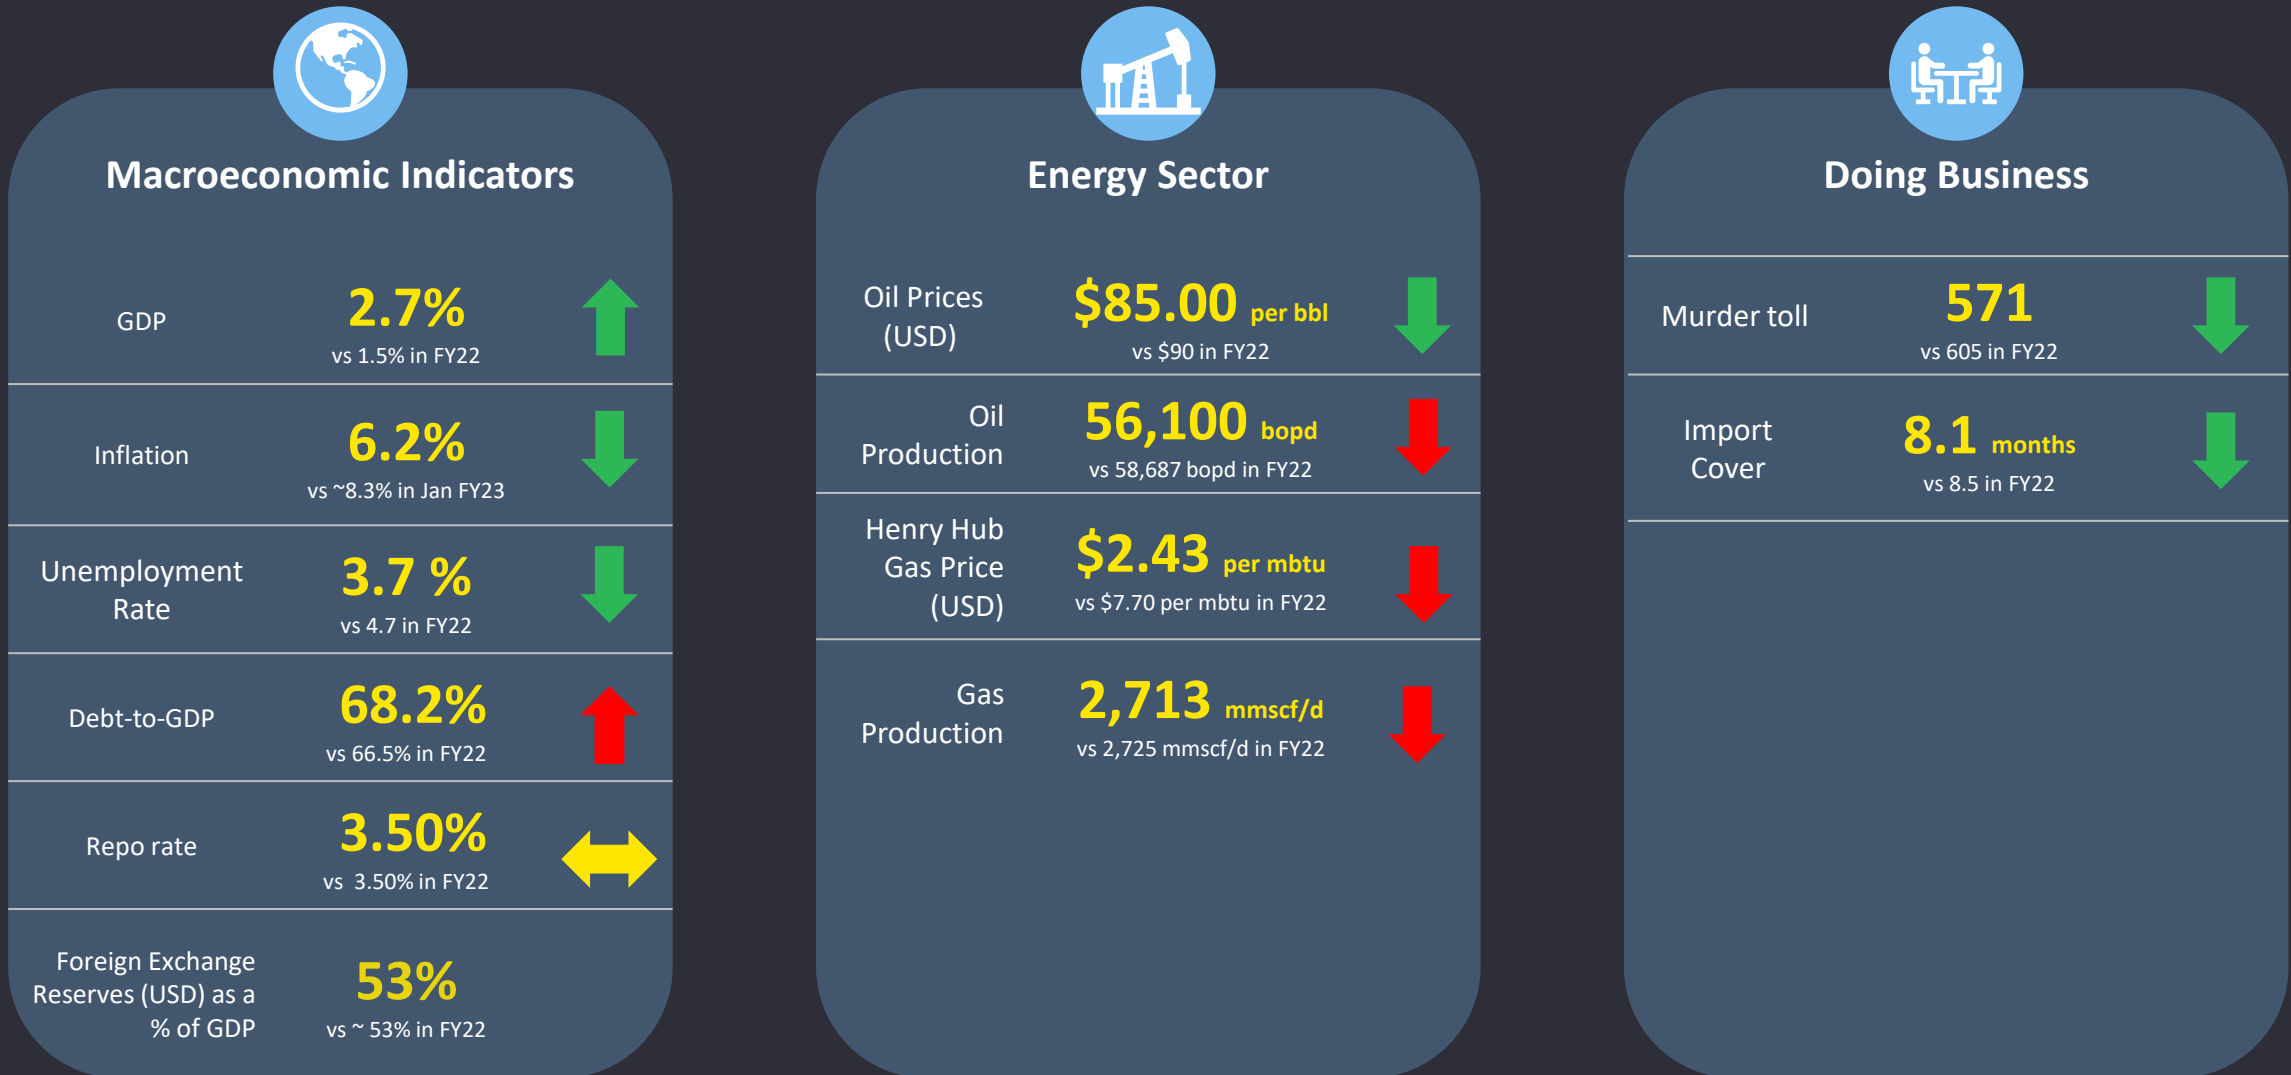 Macroeconomic Indicators
GDP
2.7%
vs 1.5% in FY22
Inflation
6.2%
vs ~8.3% in Jan FY23
Unemployment
Rate
3.7 %
vs 4.7 in FY22
Debt-to-GDP
68.2%
vs 66.5% in FY22
Repo rate
3.50%
vs 3.50% in FY22
Foreign Exchange
Reserves (USD) as a
% of GDP
53%
vs ~ 53% in FY22
Energy Sector
Oil Prices
(USD)
$85.00 per bbl
vs $90 in FY22
Oil
Production
56,100 bopd
vs 58,687 bopd in FY22
Henry Hub
Gas Price
(USD)
$2.43 per mbtu
vs $7.70 per mbtu in FY22
Gas
Production
2,713 mmscf/d
vs 2,725 mmscf/d in FY22
Doing Business
Murder toll
571
vs 605 in FY22
Import
Cover
8.1 months
vs 8.5 in FY22